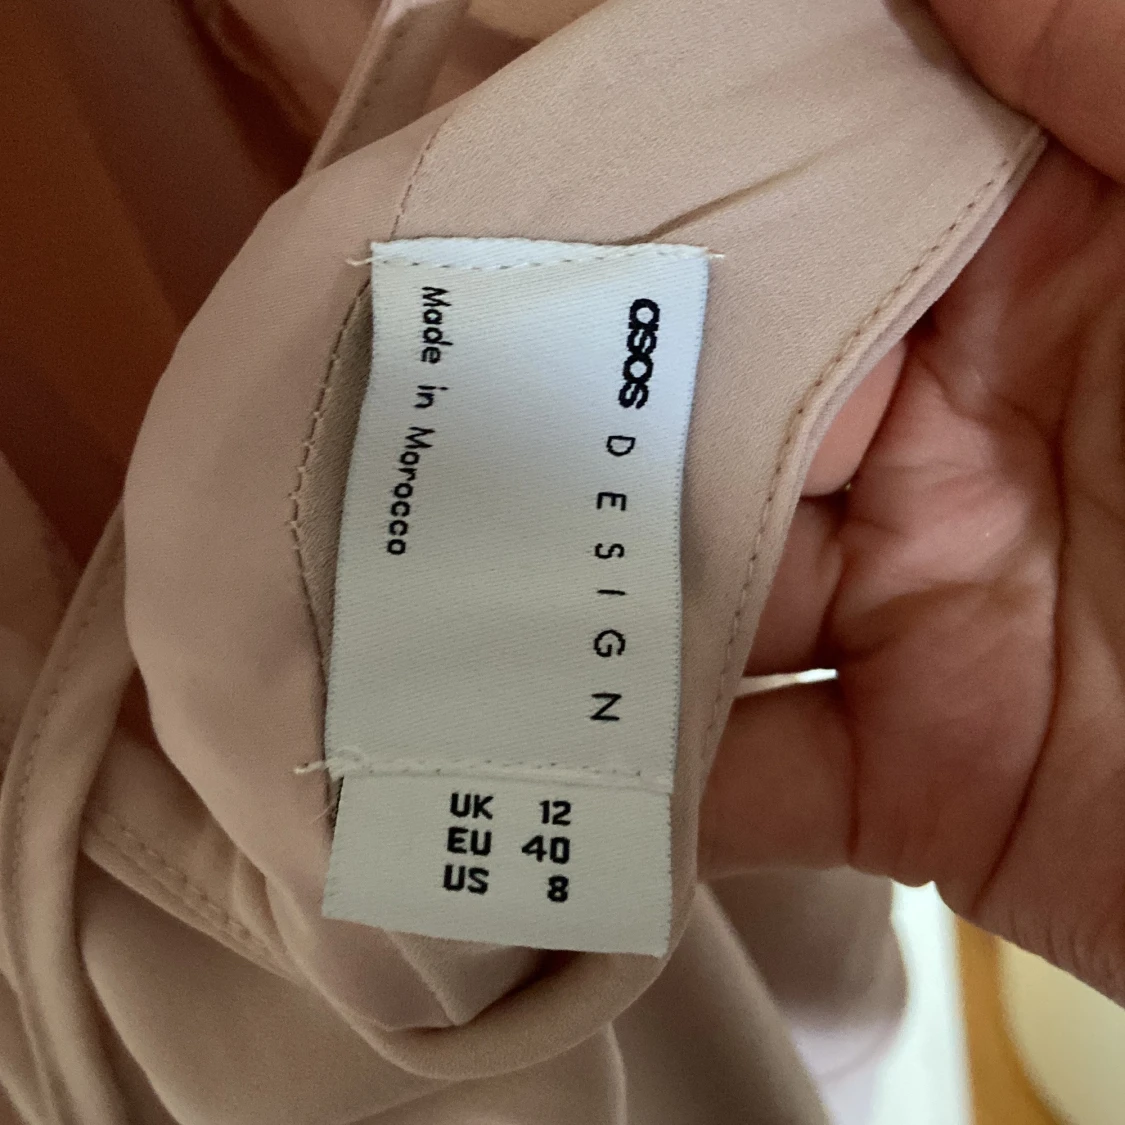 asos DESIGN
Made in Morocco
UK 12
EU 40
US 8